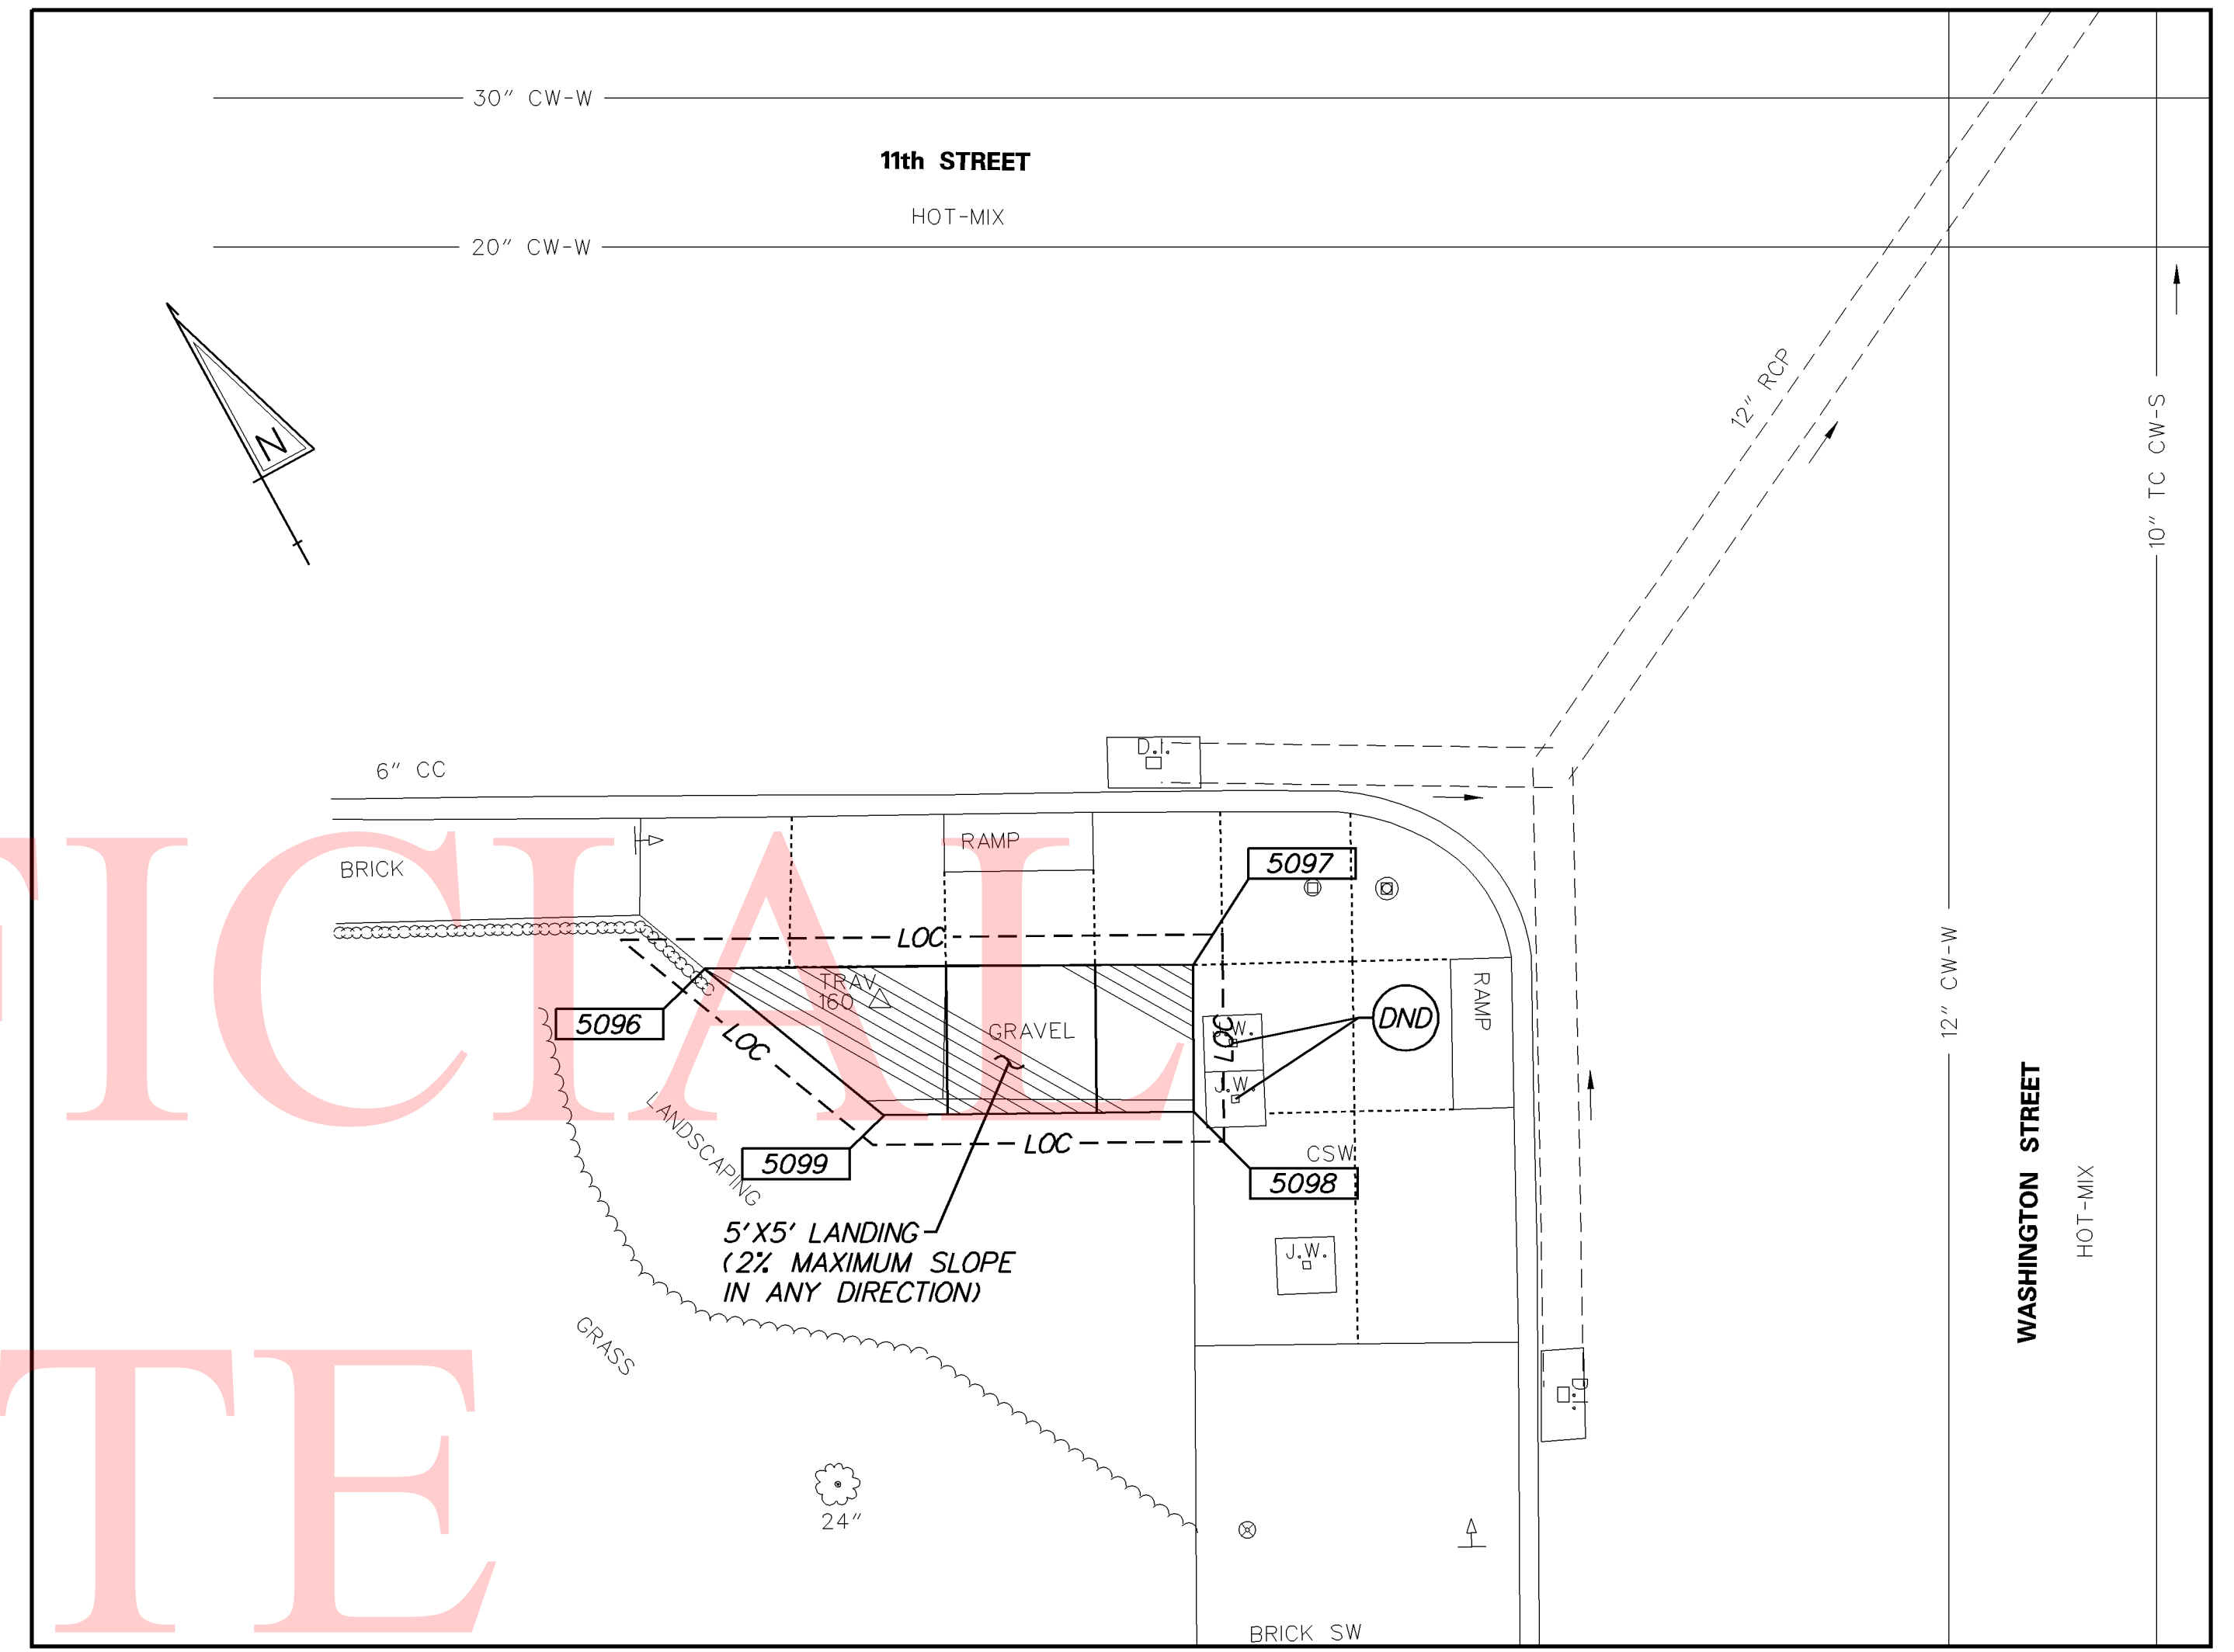 30" CW-W
11th STREET
HOT-MIX
20" CW-W
N
12" RCP
10" TC CW-S
D.I.
6" CC
RAMP
BRICK
5097
LOC
TRAV
160
5096
GRAVEL
LOC
LOC
J.W.
J.W.
DND
RAMP
12" CW-W
LANDSCAPING
LOC
CSW
5099
5098
5'X5' LANDING
(2% MAXIMUM SLOPE
IN ANY DIRECTION)
J.W.
WASHINGTON STREET
HOT-MIX
GRASS
D.I.
24"
BRICK SW
FICIAL
TE